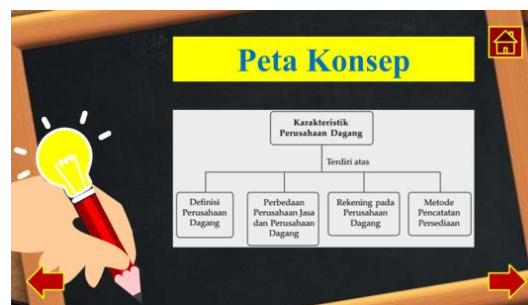 Peta Konsep
Karakteristik
Perusahaan Dagang
Terdiri atas
Definisi
Perusahaan
Dagang
Perbedaan
Perusahaan Jasa
dan Perusahaan
Dagang
Rekening pada
Perusahaan
Dagang
Metode
Pencatatan
Persediaan